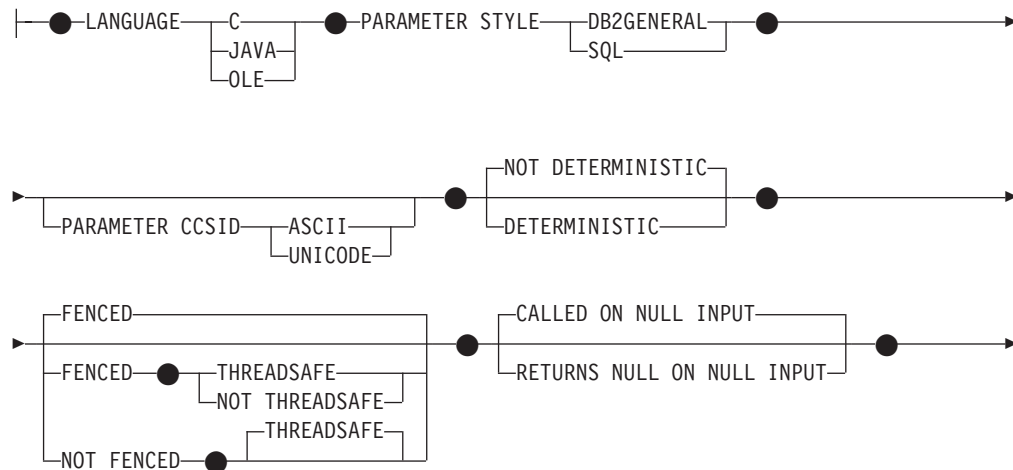 LANGUAGE C PARAMETER STYLE DB2GENERAL
JAVA SQL
OLE
NOT DETERMINISTIC
PARAMETER CCSID ASCII DETERMINISTIC
UNICODE
FENCED CALLED ON NULL INPUT
FENCED THREADSAFE RETURNS NULL ON NULL INPUT
NOT THREADSAFE
THREADSAFE
NOT FENCED